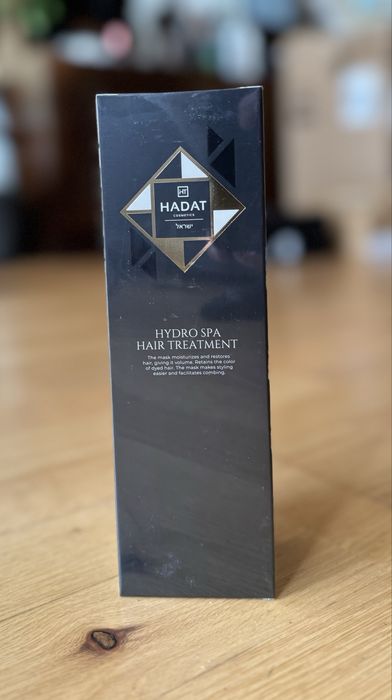 HT
HADAT
COSMETICS
ישראל
HYDRO SPA
HAIR TREATMENT
The mask moisturizes and restores
hair, giving it volume. Retains the color
of dyed hair. The mask makes styling
easier and facilitates combing.